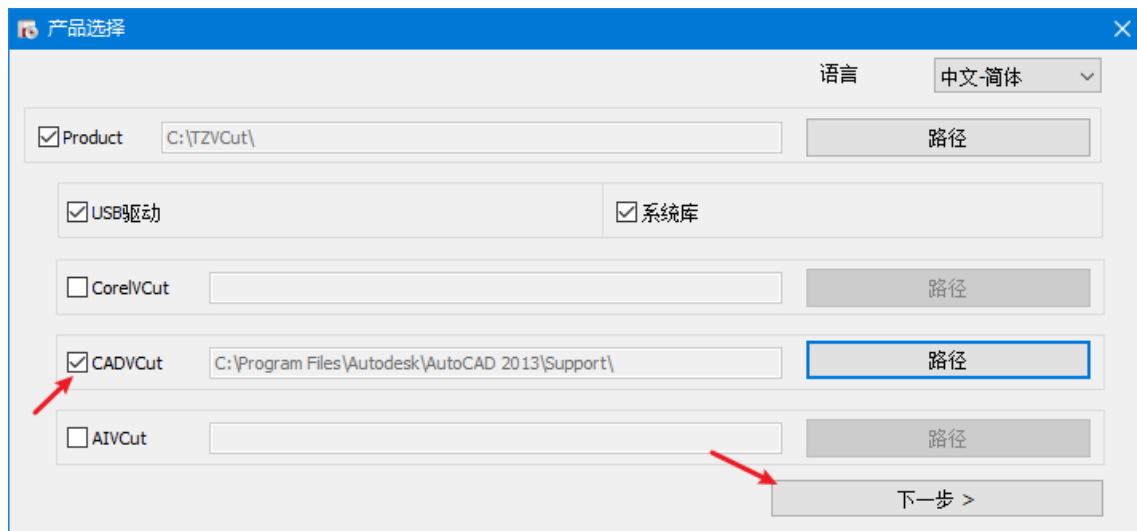 产品选择
语言 中文-简体
Product C:\TZVCut\ 路径
USB驱动 系统库
CorelVCut 路径
CADVCut C:\Program Files\Autodesk\AutoCAD 2013\Support\ 路径
AIVCut 路径
下一步 >